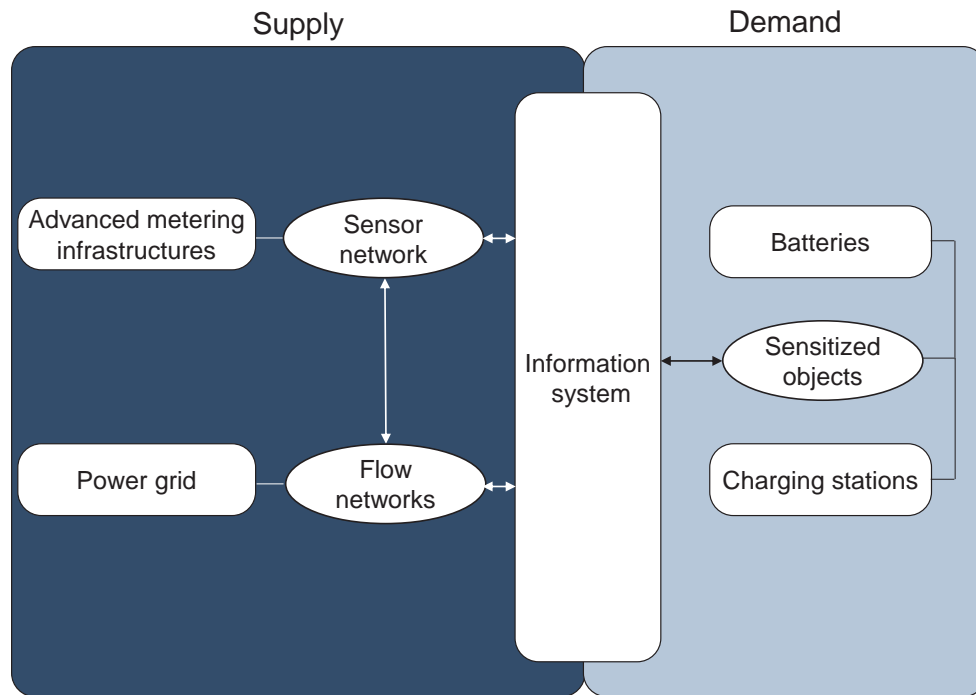 Supply
Demand
Advanced metering
infrastructures
Sensor
network
Batteries
Information
system
Sensitized
objects
Power grid
Flow
networks
Charging stations